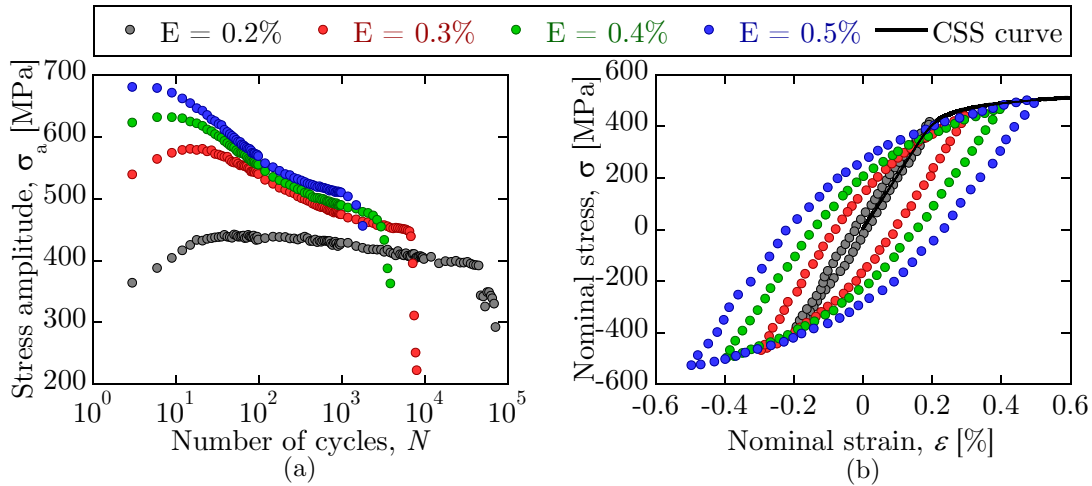 E = 0.2% E = 0.3% E = 0.4% E = 0.5% CSS curve
Stress amplitude, σa [MPa]
700
600
500
400
300
200
10^0 10^1 10^2 10^3 10^4 10^5
Number of cycles, N
(a)
Nominal stress, σ [MPa]
600
400
200
0
-200
-400
-600
-0.6 -0.4 -0.2 0 0.2 0.4 0.6
Nominal strain, ε [%]
(b)